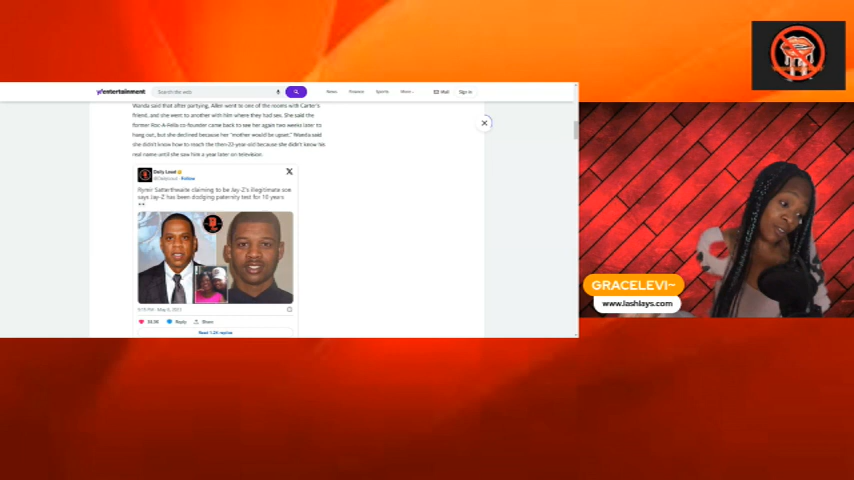 y/entertainment
Search the web
News
Finance
Sports
More
Mail
Sign in
Wanda said that after partying, Allen went to one of the rooms with Carter's
friend, and she went to another with him where they had sex. She said the
former Roc-A-Fella co-founder came back to see her again two weeks later to
hang out, but she declined because her "mother would be upset." Wanda said
she didn't know how to reach the then-23-year-old because she didn't know his
real name until she saw him a year later on television.
Daily Loud
Follow
Rymir Satterthwaite claiming to be Jay-Z's illegitimate son
says Jay-Z has been dodging paternity test for 10 years
Reply
Share
GRACELEVI~
www.lashlays.com